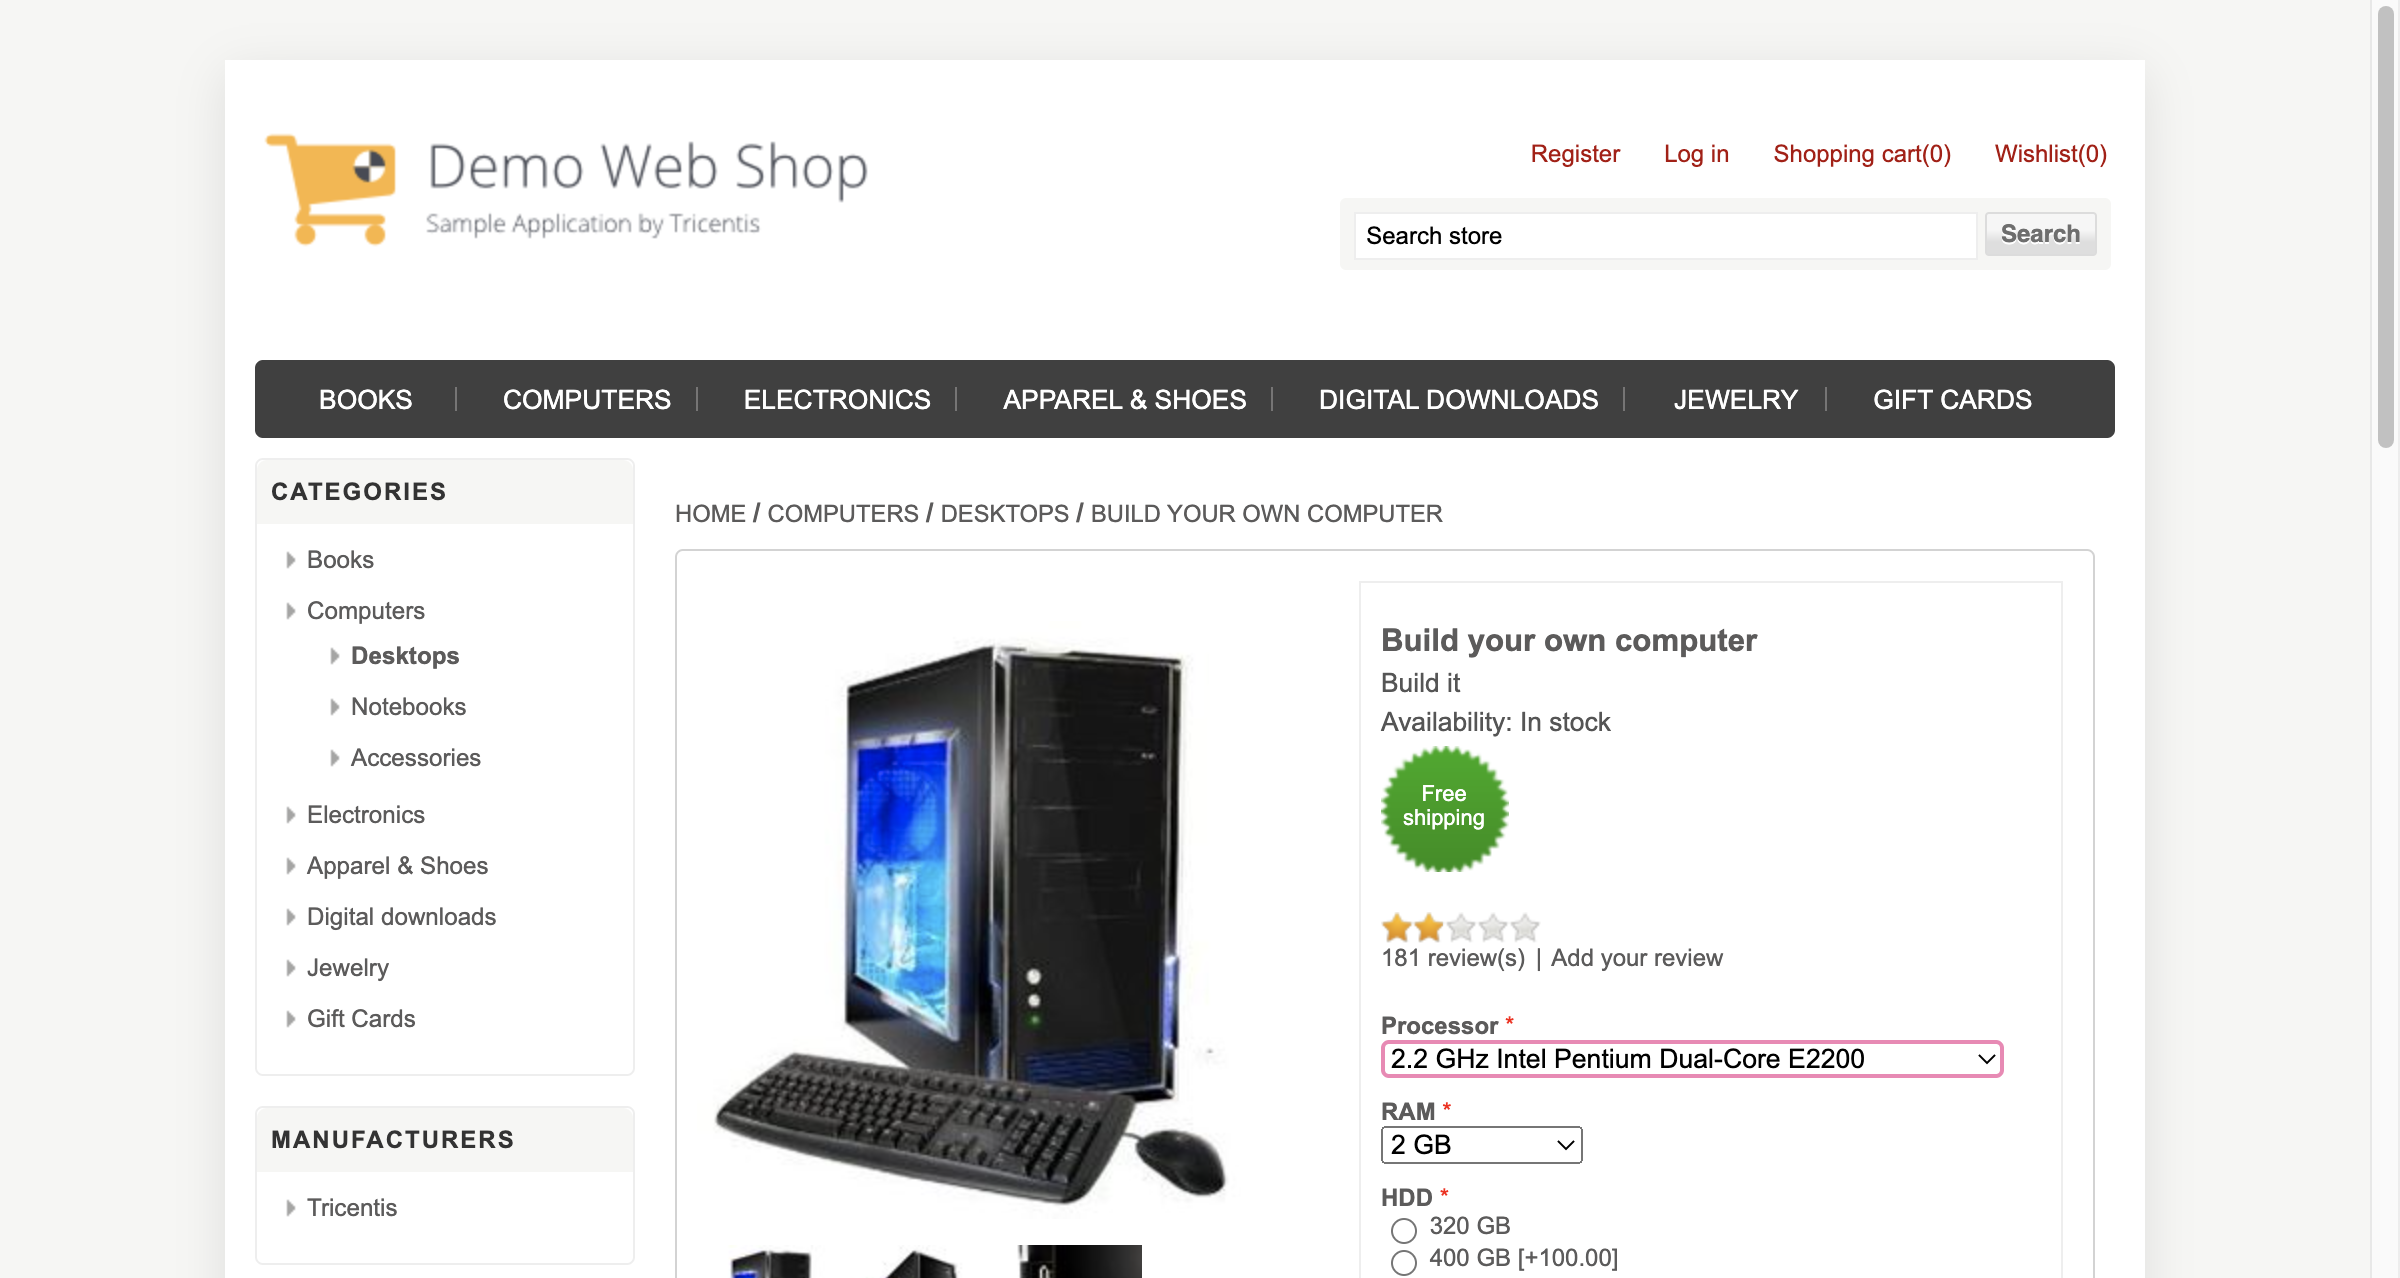 Demo Web Shop
Sample Application by Tricentis
Register Log in Shopping cart(0) Wishlist(0)
Search store Search
BOOKS COMPUTERS ELECTRONICS APPAREL & SHOES DIGITAL DOWNLOADS JEWELRY GIFT CARDS
CATEGORIES
Books
Computers
Desktops
Notebooks
Accessories
Electronics
Apparel & Shoes
Digital downloads
Jewelry
Gift Cards
MANUFACTURERS
Tricentis
HOME / COMPUTERS / DESKTOPS / BUILD YOUR OWN COMPUTER
Build your own computer
Build it
Availability: In stock
Free
shipping
181 review(s) | Add your review
Processor *
2.2 GHz Intel Pentium Dual-Core E2200
RAM *
2 GB
HDD *
320 GB
400 GB [+100.00]